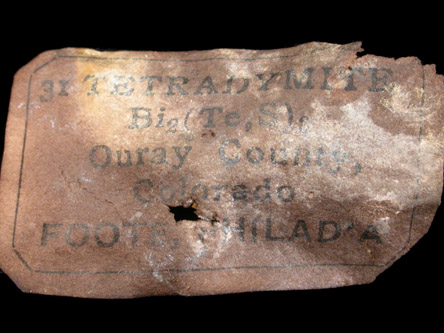 31 TETRADYMITE
Bi₂(Te,S)₃
Ouray County,
Colorado
FOOTE, PHILAD'A